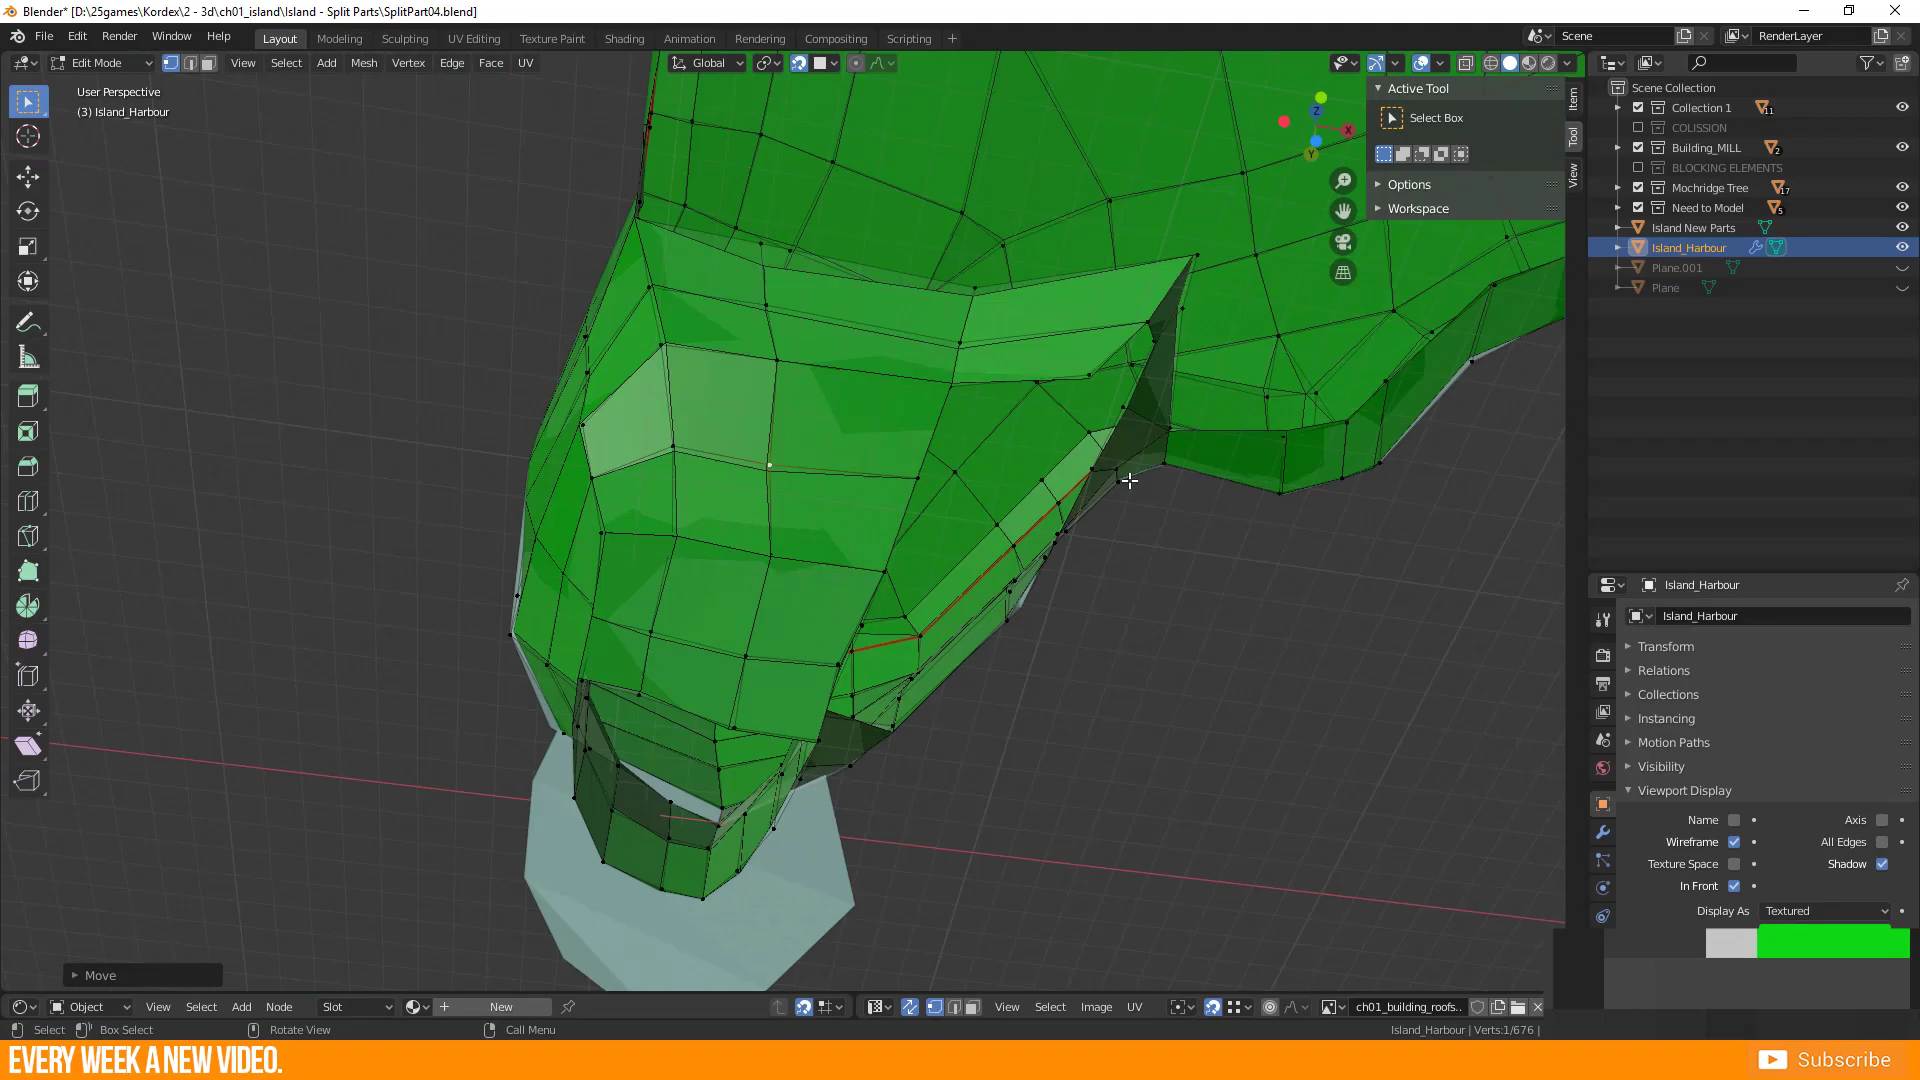 Blender* [D:\25games\Kordex\2 - 3d\ch01_island\Island - Split Parts\SplitPart04.blend]
File Edit Render Window Help
Layout Modeling Sculpting UV Editing Texture Paint Shading Animation Rendering Compositing Scripting
Scene
RenderLayer
Edit Mode View Select Add Mesh Vertex Edge Face UV
Global
User Perspective
(3) Island_Harbour
Active Tool
Select Box
Options
Workspace
Item
Tool
View
X
Y
Z
Scene Collection
Collection 1 11
COLISSION
Building_MILL 2
BLOCKING ELEMENTS
Mochridge Tree 17
Need to Model 5
Island New Parts
Island_Harbour
Plane.001
Plane
Island_Harbour
Island_Harbour
Transform
Relations
Collections
Instancing
Motion Paths
Visibility
Viewport Display
Name Axis
Wireframe All Edges
Texture Space Shadow
In Front
Display As Textured
Move
Object View Select Add Node Slot New
View Select Image UV ch01_building_roofs..
Select Box Select Rotate View Call Menu
Island_Harbour | Verts:1/676 |
EVERY WEEK A NEW VIDEO.
Subscribe